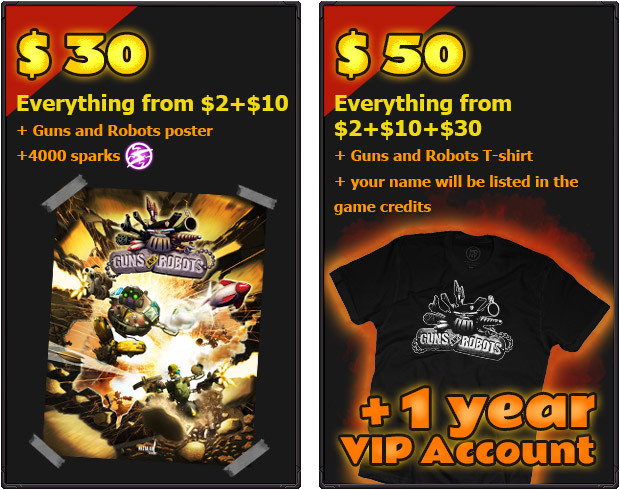 $ 30
Everything from $2+$10
+ Guns and Robots poster
+4000 sparks
GUNS AND ROBOTS
$ 50
Everything from
$2+$10+$30
+ Guns and Robots T-shirt
+ your name will be listed in the
game credits
GUNS AND ROBOTS
+ 1 year
VIP Account